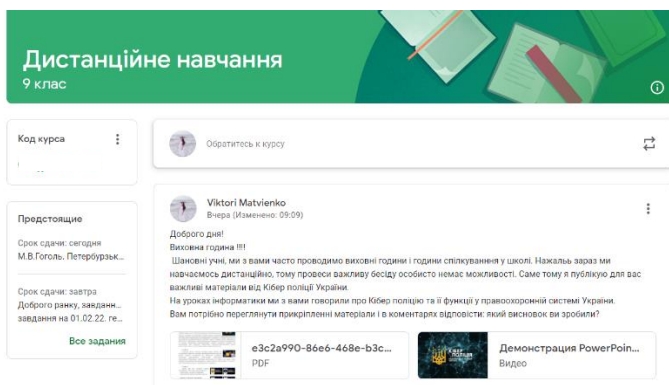 Дистанційне навчання
9 клас
Код курса
Обратитесь к курсу
Предстоящие
Срок сдачи: сегодня
М.В.Гоголь. Петербурзьк...
Срок сдачи: завтра
Доброго ранку, завданн...
завдання на 01.02.22. ге...
Все задания
Viktori Matvienko
Вчера (Изменено: 09:09)
Доброго дня!
Виховна година !!!!
Шановні учні, ми з вами часто проводимо виховні години і години спілкуванння у школі. Нажаль зараз ми
навчаємось дистанційно, тому провеси важливу бесіду особисто немає можливості. Саме тому я публікую для вас
важливі матеріали від Кібер поліції України.
На уроках інформатики ми з вами говорили про Кібер поліцію та її функції у правоохоронній системі України.
Вам потрібно переглянути прикріпленні матеріали і в коментарях відповісти: який висновок ви зробили?
e3c2a990-86e6-468e-b3c...
PDF
КІБЕР
ПОЛІЦІЯ
Демонстрация PowerPoin...
Видео